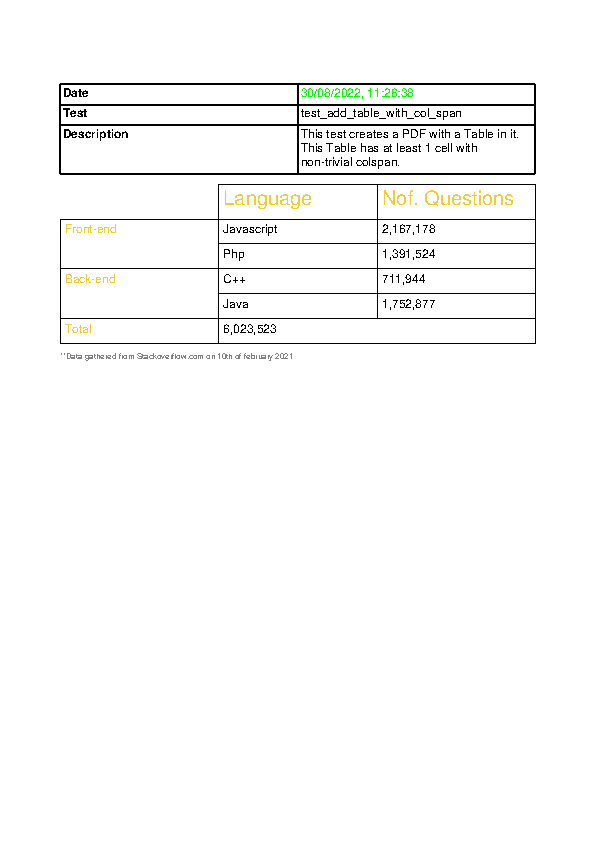 Date 30/08/2022, 11:26:38
Test test_add_table_with_col_span
Description This test creates a PDF with a Table in it.
This Table has at least 1 cell with
non-trivial colspan.
Language Nof. Questions
Front-end Javascript 2,167,178
Php 1,391,524
Back-end C++ 711,944
Java 1,752,877
Total 6,023,523
**Data gathered from Stackoverflow.com on 10th of february 2021